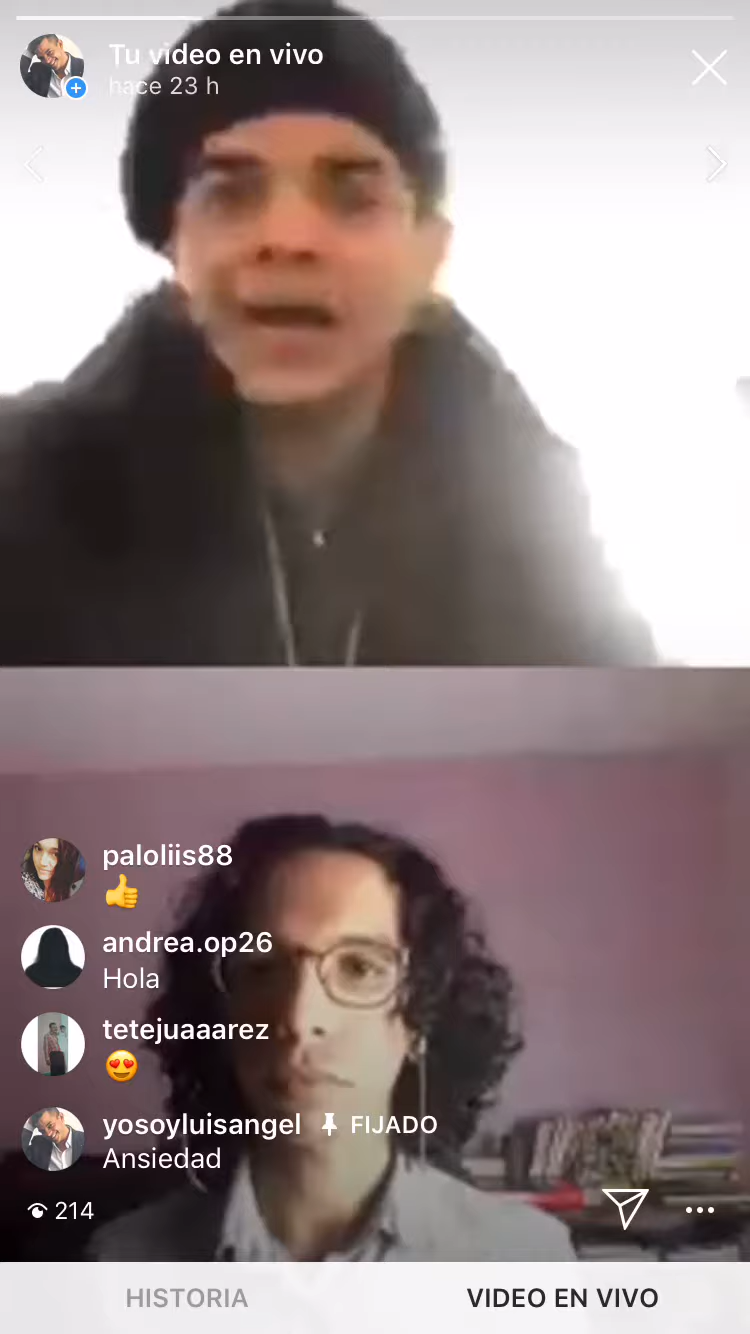 Tu video en vivo
hace 23 h
paloliis88
👍
andrea.op26
Hola
tetejuaaarez
😍
yosoyluisangel FIJADO
Ansiedad
214
HISTORIA VIDEO EN VIVO